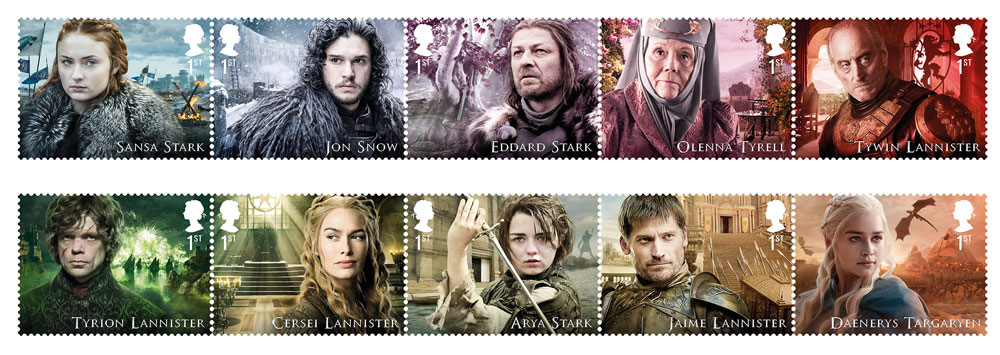 1ST
SANSA STARK
1ST
JON SNOW
1ST
EDDARD STARK
1ST
OLENNA TYRELL
1ST
TYWIN LANNISTER
1ST
TYRION LANNISTER
1ST
CERSEI LANNISTER
1ST
ARYA STARK
1ST
JAIME LANNISTER
1ST
DAENERYS TARGARYEN